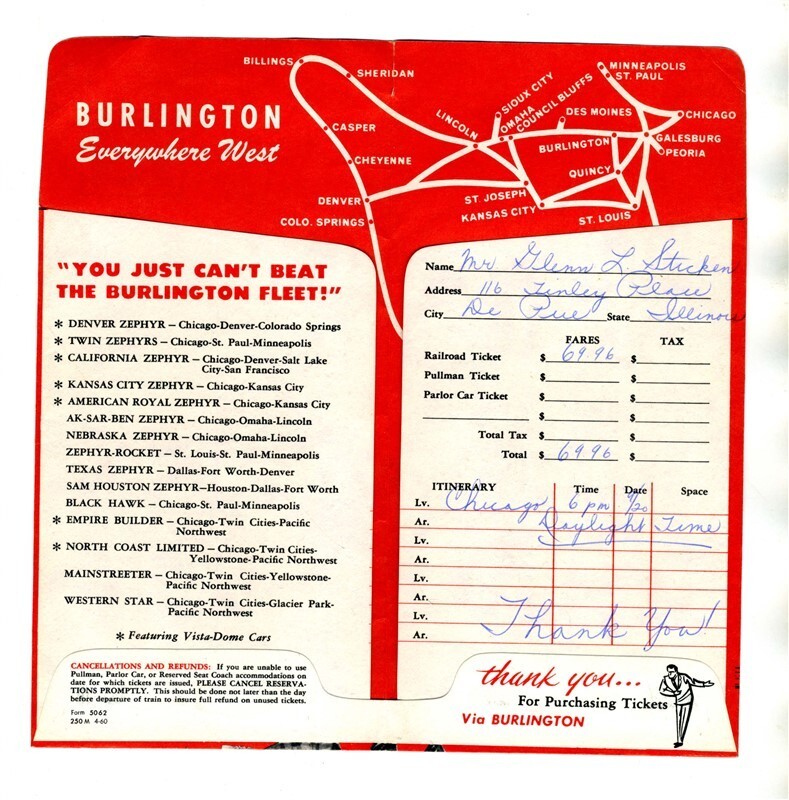 BILLINGS
SHERIDAN
CASPER
CHEYENNE
DENVER
COLO. SPRINGS
LINCOLN
SIOUX CITY
OMAHA
COUNCIL BLUFFS
DES MOINES
MINNEAPOLIS
ST. PAUL
CHICAGO
GALESBURG
PEORIA
BURLINGTON
QUINCY
ST. JOSEPH
KANSAS CITY
ST. LOUIS
BURLINGTON
Everywhere West
"YOU JUST CAN'T BEAT
THE BURLINGTON FLEET!"
* DENVER ZEPHYR – Chicago-Denver-Colorado Springs
* TWIN ZEPHYRS – Chicago-St. Paul-Minneapolis
* CALIFORNIA ZEPHYR – Chicago-Denver-Salt Lake
City-San Francisco
* KANSAS CITY ZEPHYR – Chicago-Kansas City
* AMERICAN ROYAL ZEPHYR – Chicago-Kansas City
AK-SAR-BEN ZEPHYR – Chicago-Omaha-Lincoln
NEBRASKA ZEPHYR – Chicago-Omaha-Lincoln
ZEPHYR-ROCKET – St. Louis-St. Paul-Minneapolis
TEXAS ZEPHYR – Dallas-Fort Worth-Denver
SAM HOUSTON ZEPHYR–Houston-Dallas-Fort Worth
BLACK HAWK – Chicago-St. Paul-Minneapolis
* EMPIRE BUILDER – Chicago-Twin Cities-Pacific
Northwest
* NORTH COAST LIMITED – Chicago-Twin Cities-
Yellowstone-Pacific Northwest
MAINSTREETER – Chicago-Twin Cities-Yellowstone-
Pacific Northwest
WESTERN STAR – Chicago-Twin Cities-Glacier Park-
Pacific Northwest
* Featuring Vista-Dome Cars
CANCELLATIONS AND REFUNDS: If you are unable to use
Pullman, Parlor Car, or Reserved Seat Coach accommodations on
date for which tickets are issued, PLEASE CANCEL RESERVA-
TIONS PROMPTLY. This should be done not later than the day
before departure of train to insure full refund on unused tickets.
Form 5062
250 M 4-60
Name Mr Glenn L. Sticken
Address 116 Finley Place
City De Pue State Illinois
FARES TAX
Railroad Ticket $ 69.96 $
Pullman Ticket $ $
Parlor Car Ticket $ $
$ $
Total Tax $ $
Total $ 69 96 $
ITINERARY Time Date Space
Lv. Chicago 6 pm 9/20
Ar. Daylight Time
Lv.
Ar.
Lv.
Ar.
Lv. Thank You!
Ar.
thank you...
For Purchasing Tickets
Via BURLINGTON